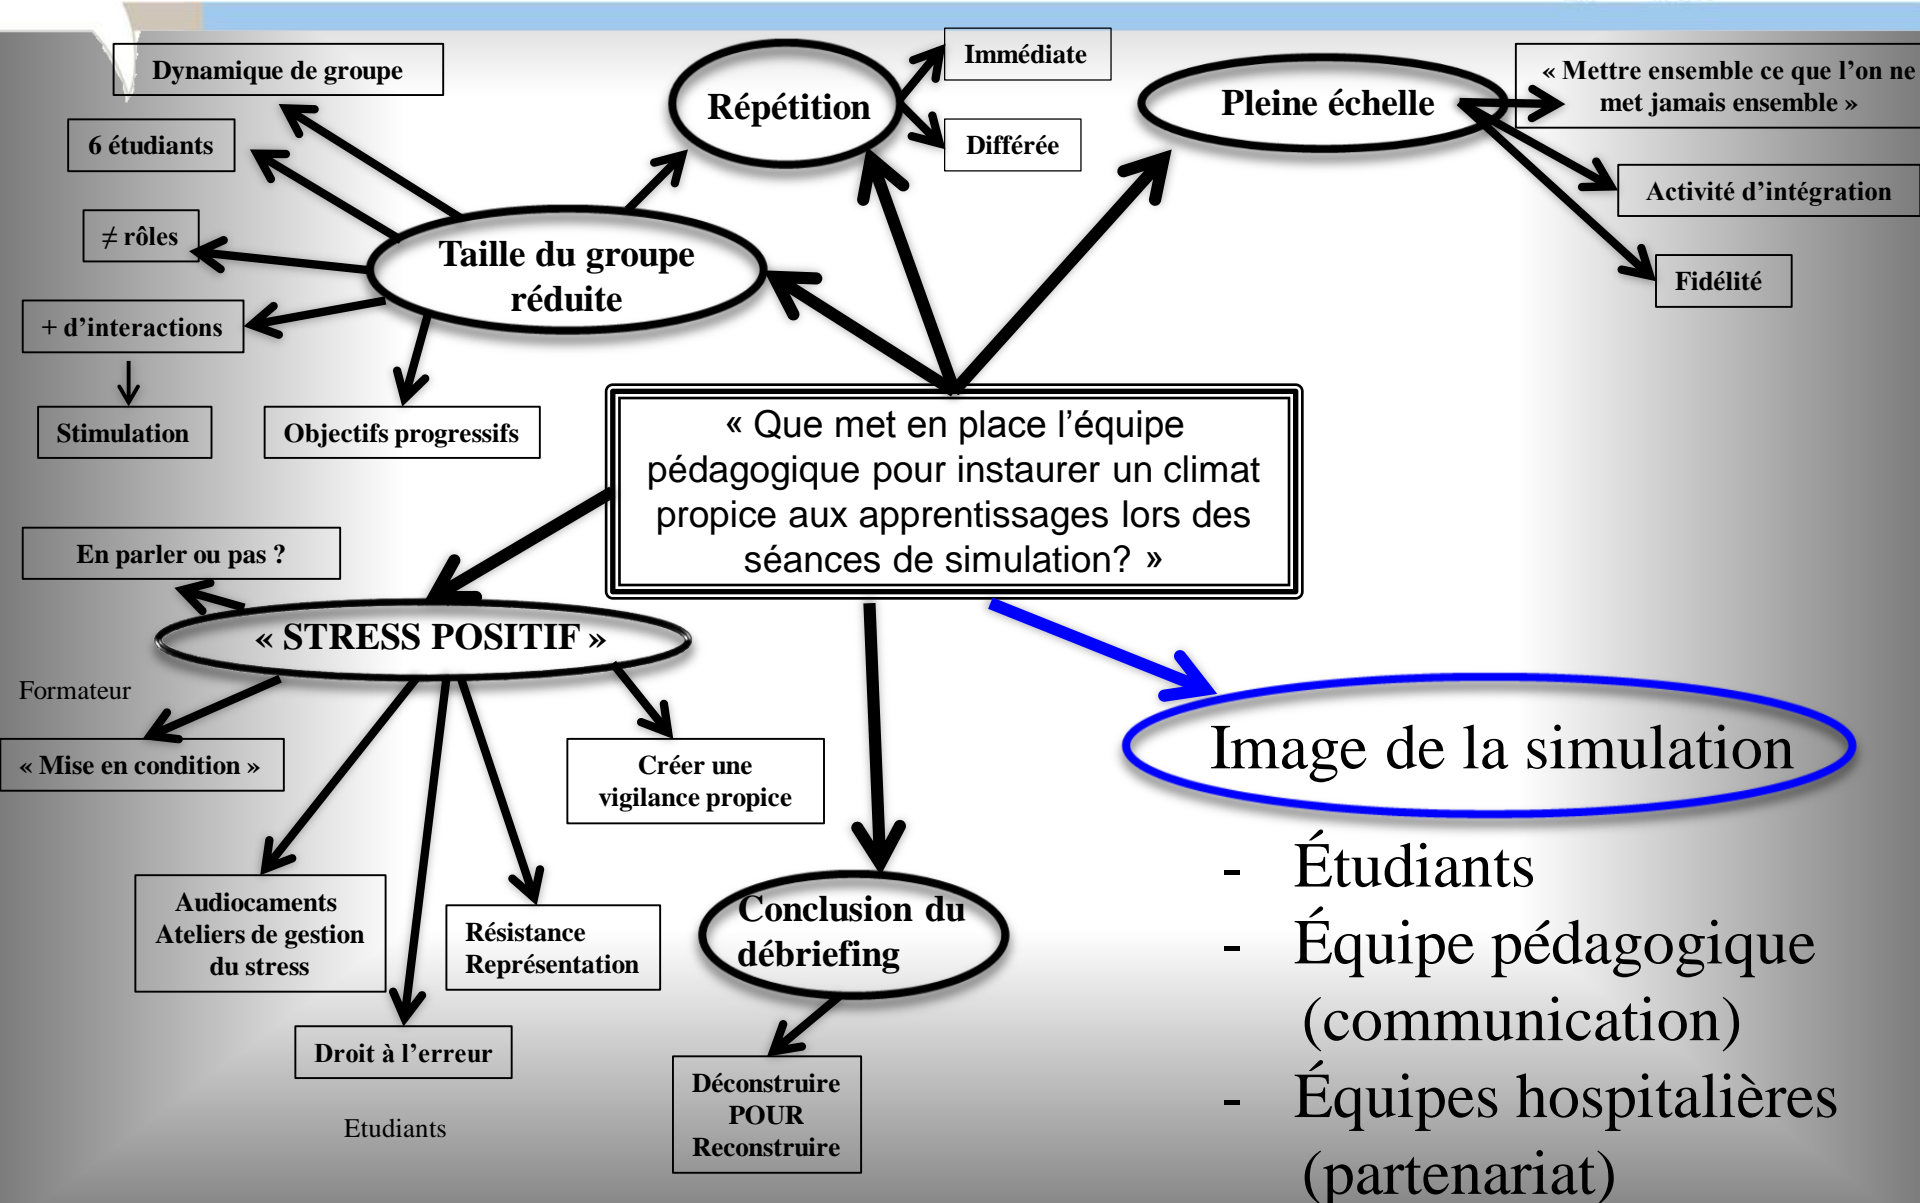 Dynamique de groupe
6 étudiants
≠ rôles
+ d’interactions
Stimulation
Objectifs progressifs
Taille du groupe
réduite
Répétition
Immédiate
Différée
Pleine échelle
« Mettre ensemble ce que l’on ne
met jamais ensemble »
Activité d’intégration
Fidélité
« Que met en place l’équipe
pédagogique pour instaurer un climat
propice aux apprentissages lors des
séances de simulation? »
En parler ou pas ?
« STRESS POSITIF »
Formateur
« Mise en condition »
Créer une
vigilance propice
Audiocaments
Ateliers de gestion
du stress
Résistance
Représentation
Droit à l’erreur
Etudiants
Conclusion du
débriefing
Déconstruire
POUR
Reconstruire
Image de la simulation
- Étudiants
- Équipe pédagogique
(communication)
- Équipes hospitalières
(partenariat)